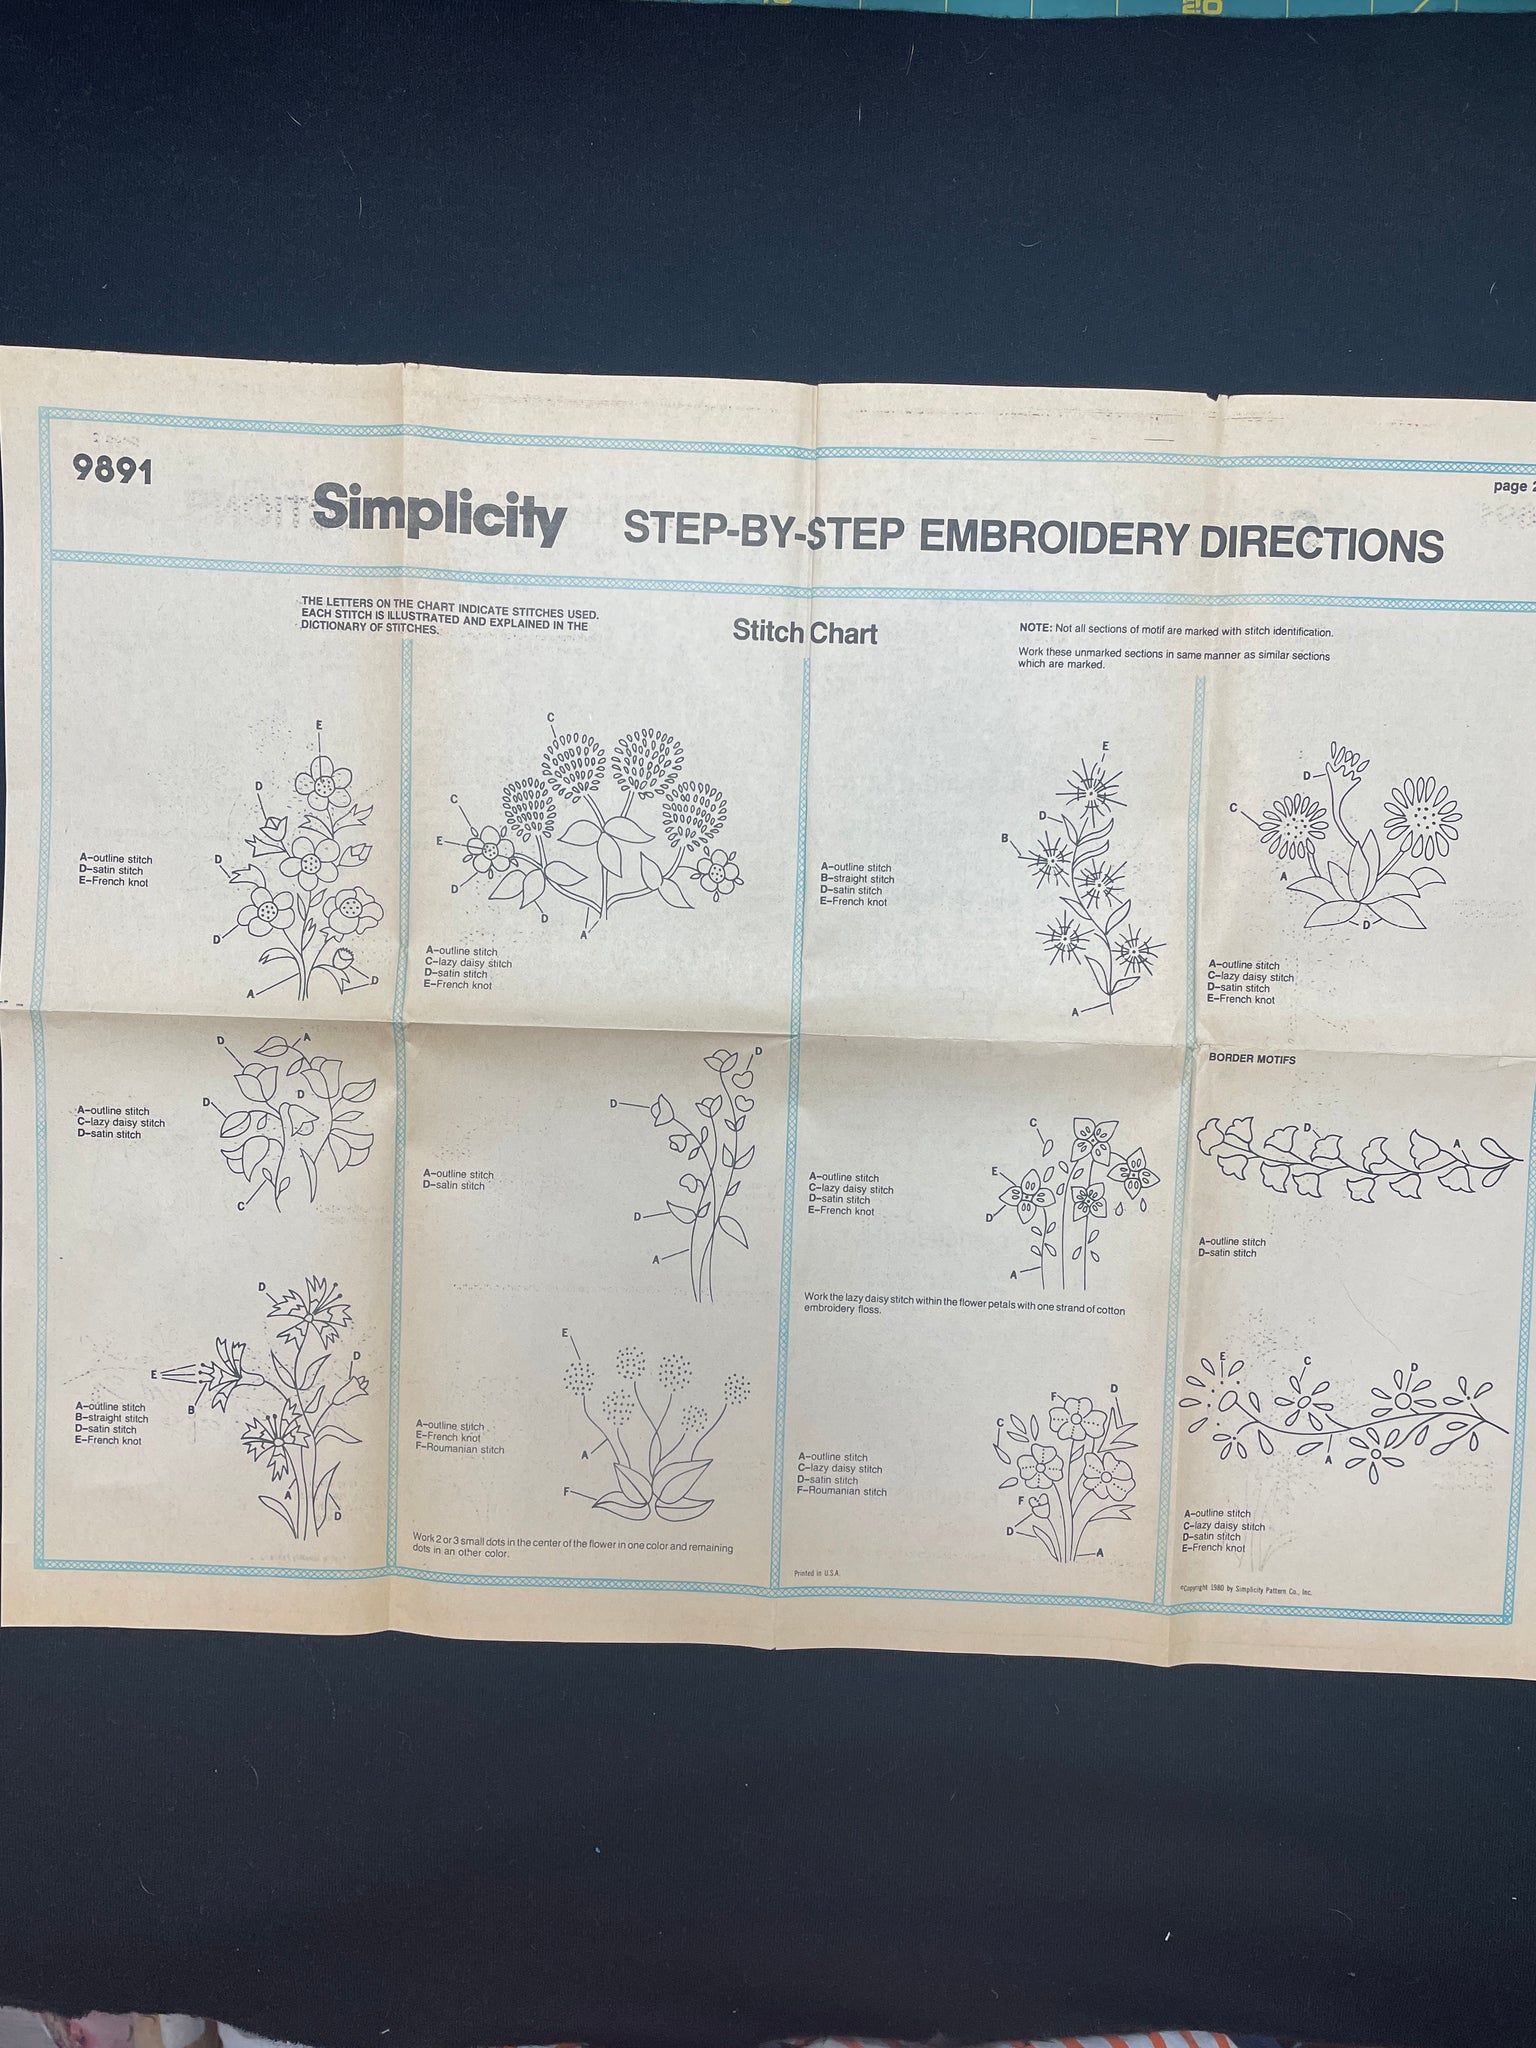 20
9891
page 2
Simplicity STEP-BY-STEP EMBROIDERY DIRECTIONS
THE LETTERS ON THE CHART INDICATE STITCHES USED.
EACH STITCH IS ILLUSTRATED AND EXPLAINED IN THE
DICTIONARY OF STITCHES.
Stitch Chart
NOTE: Not all sections of motif are marked with stitch identification.
Work these unmarked sections in same manner as similar sections
which are marked.
E
D
D
D
A
D
A–outline stitch
D–satin stitch
E–French knot
C
C
E
D
D
A
A–outline stitch
C–lazy daisy stitch
D–satin stitch
E–French knot
E
D
B
A
A–outline stitch
B–straight stitch
D–satin stitch
E–French knot
D
C
A
D
A–outline stitch
C–lazy daisy stitch
D–satin stitch
E–French knot
D
A
D
D
C
A–outline stitch
C–lazy daisy stitch
D–satin stitch
D
D
D
A
A–outline stitch
D–satin stitch
C
E
D
A
A–outline stitch
C–lazy daisy stitch
D–satin stitch
E–French knot
Work the lazy daisy stitch within the flower petals with one strand of cotton
embroidery floss.
BORDER MOTIFS
D
A
A–outline stitch
D–satin stitch
D
D
E
B
A
D
A–outline stitch
B–straight stitch
D–satin stitch
E–French knot
E
A
F
A–outline stitch
E–French knot
F–Roumanian stitch
Work 2 or 3 small dots in the center of the flower in one color and remaining
dots in an other color.
F
D
C
F
D
A
A–outline stitch
C–lazy daisy stitch
D–satin stitch
F–Roumanian stitch
Printed in U.S.A.
E
C
D
A
A–outline stitch
C–lazy daisy stitch
D–satin stitch
E–French knot
©Copyright 1980 by Simplicity Pattern Co., Inc.